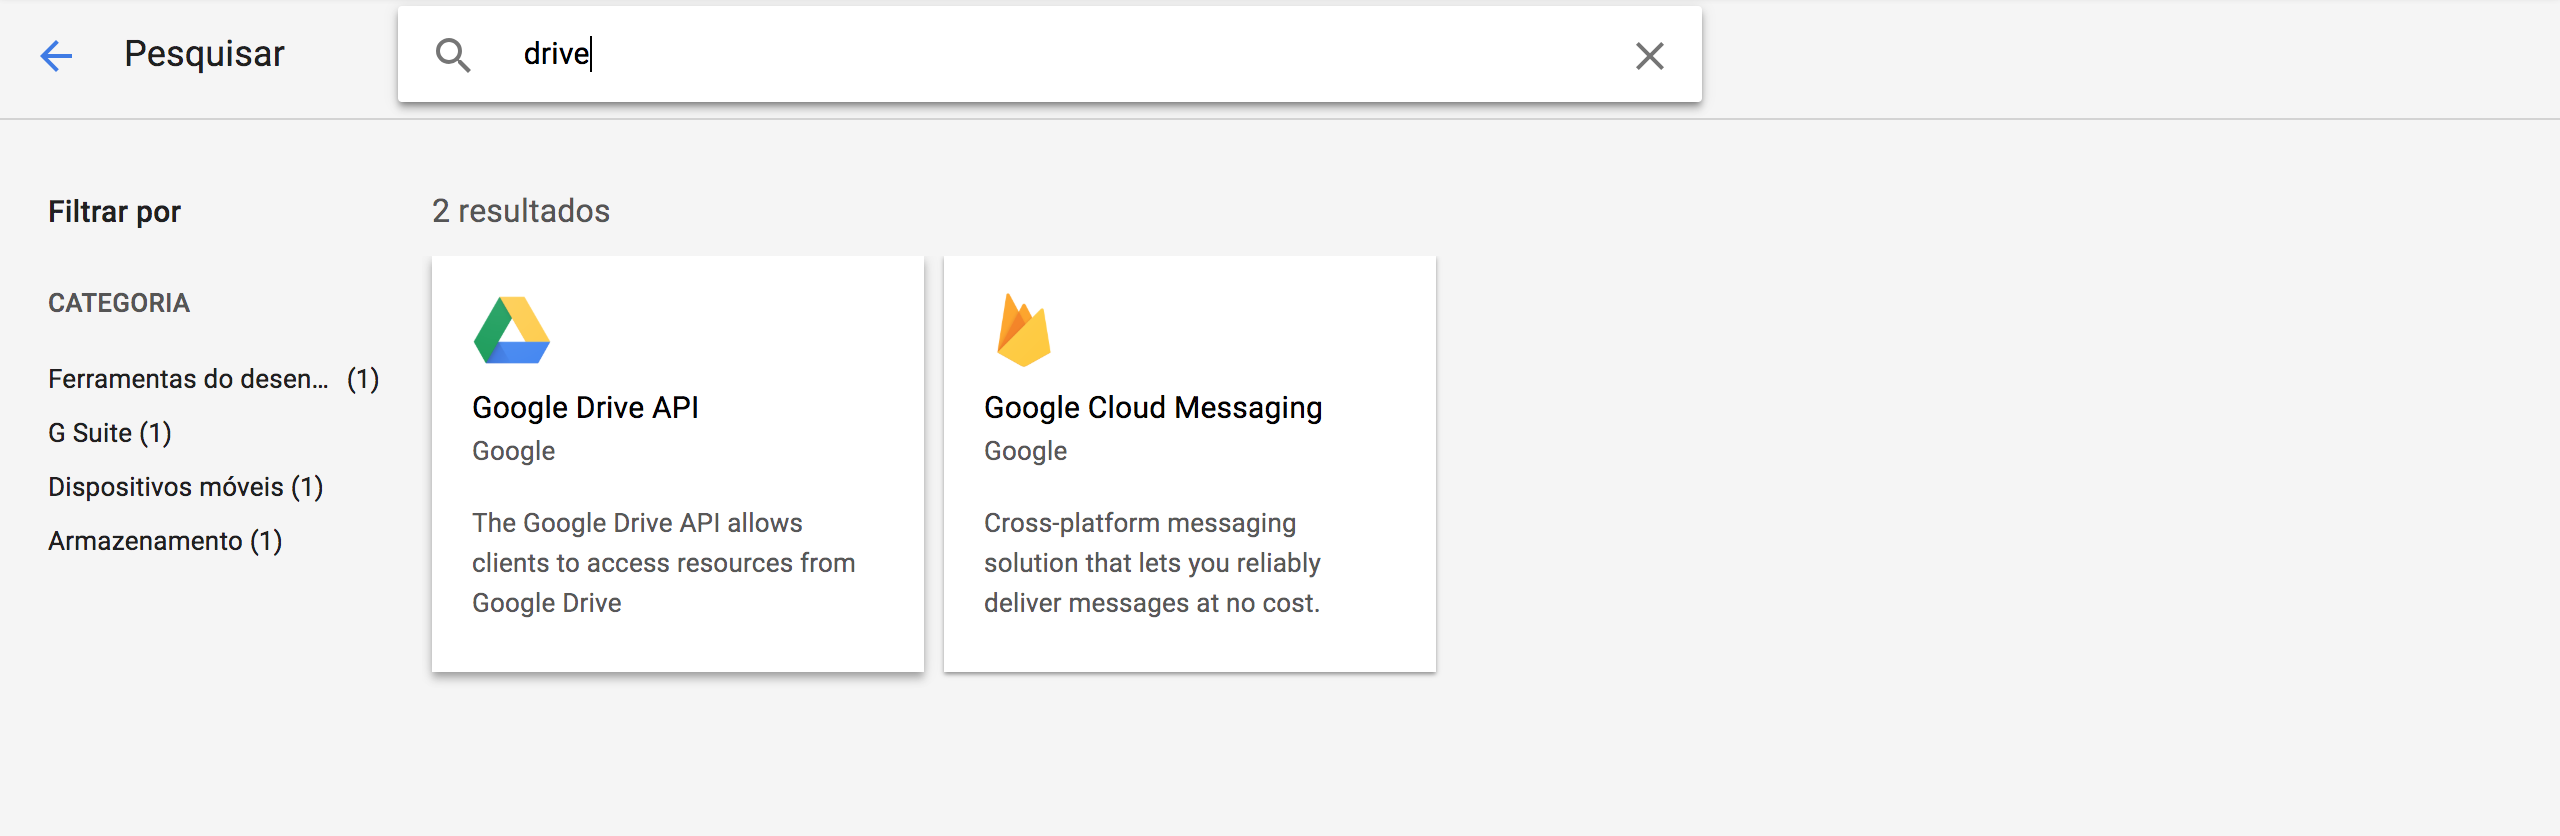 Pesquisar
drive
Filtrar por
CATEGORIA
Ferramentas do desen... (1)
G Suite (1)
Dispositivos móveis (1)
Armazenamento (1)
2 resultados
Google Drive API
Google
The Google Drive API allows
clients to access resources from
Google Drive
Google Cloud Messaging
Google
Cross-platform messaging
solution that lets you reliably
deliver messages at no cost.